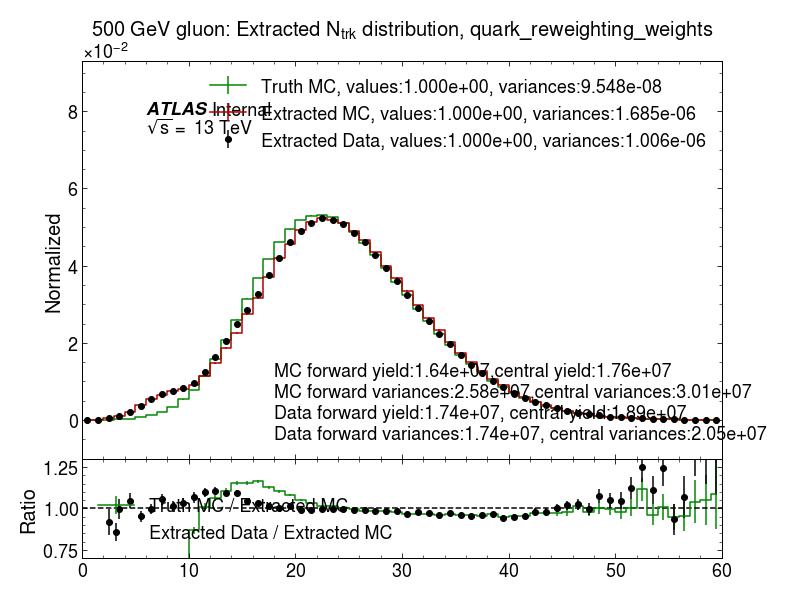 500 GeV gluon: Extracted Ntrk distribution, quark_reweighting_weights
×10−2
Truth MC, values:1.000e+00, variances:9.548e-08
ATLAS Internal
Extracted MC, values:1.000e+00, variances:1.685e-06
√s = 13 TeV
Extracted Data, values:1.000e+00, variances:1.006e-06
8
6
4
2
0
Normalized
MC forward yield:1.64e+07,central yield:1.76e+07
MC forward variances:2.58e+07,central variances:3.01e+07
Data forward yield:1.74e+07, central yield:1.89e+07
Data forward variances:1.74e+07, central variances:2.05e+07
1.25
1.00
0.75
Ratio
Truth MC / Extracted MC
Extracted Data / Extracted MC
0 10 20 30 40 50 60